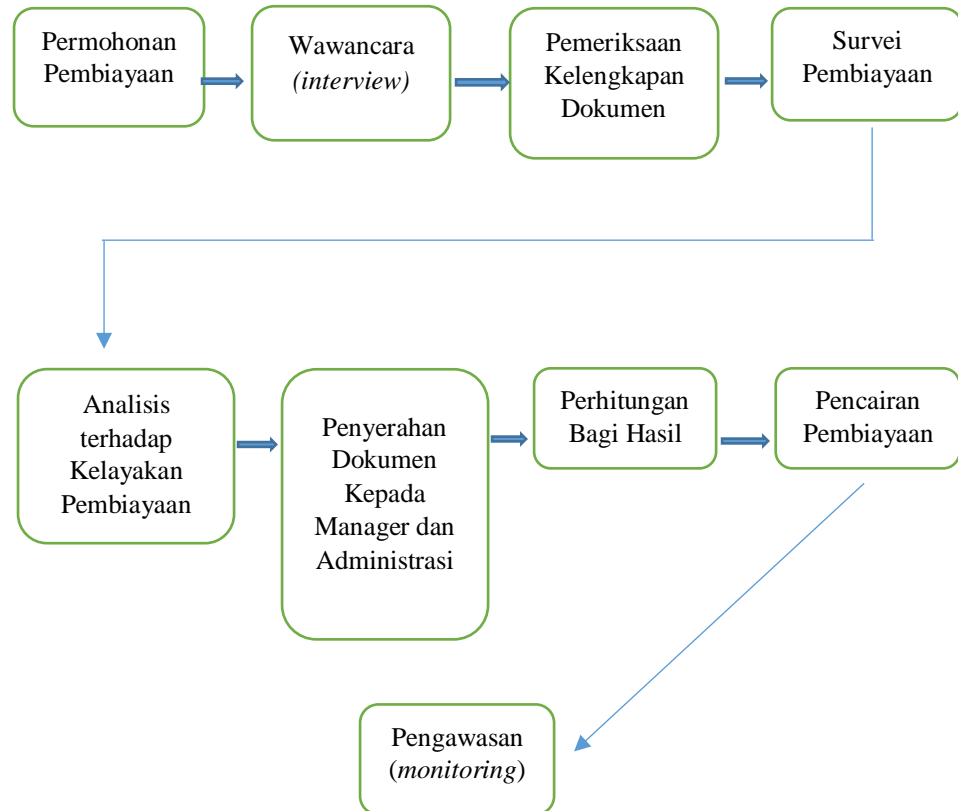 Permohonan
Pembiayaan
Wawancara
(interview)
Pemeriksaan
Kelengkapan
Dokumen
Survei
Pembiayaan
Analisis
terhadap
Kelayakan
Pembiayaan
Penyerahan
Dokumen
Kepada
Manager dan
Administrasi
Perhitungan
Bagi Hasil
Pencairan
Pembiayaan
Pengawasan
(monitoring)